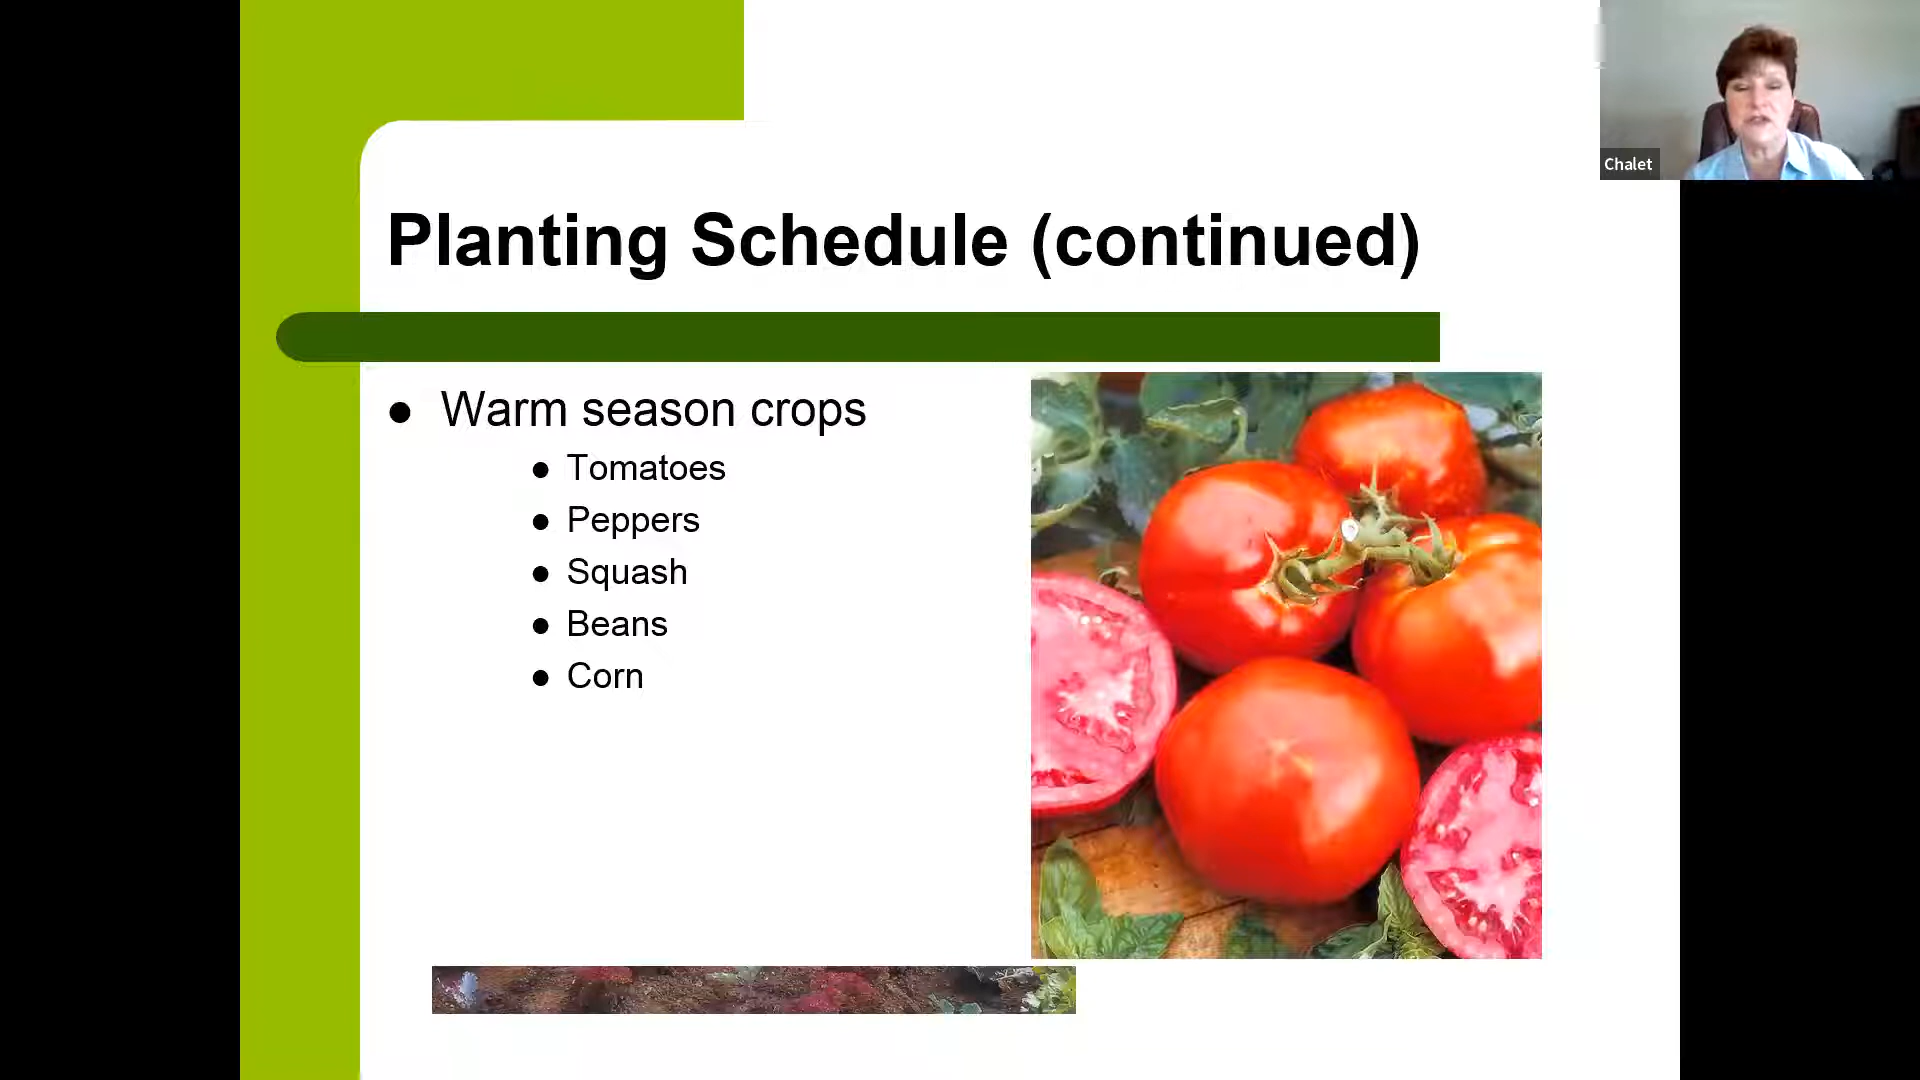 Planting Schedule (continued)
Warm season crops
Tomatoes
Peppers
Squash
Beans
Corn
Chalet